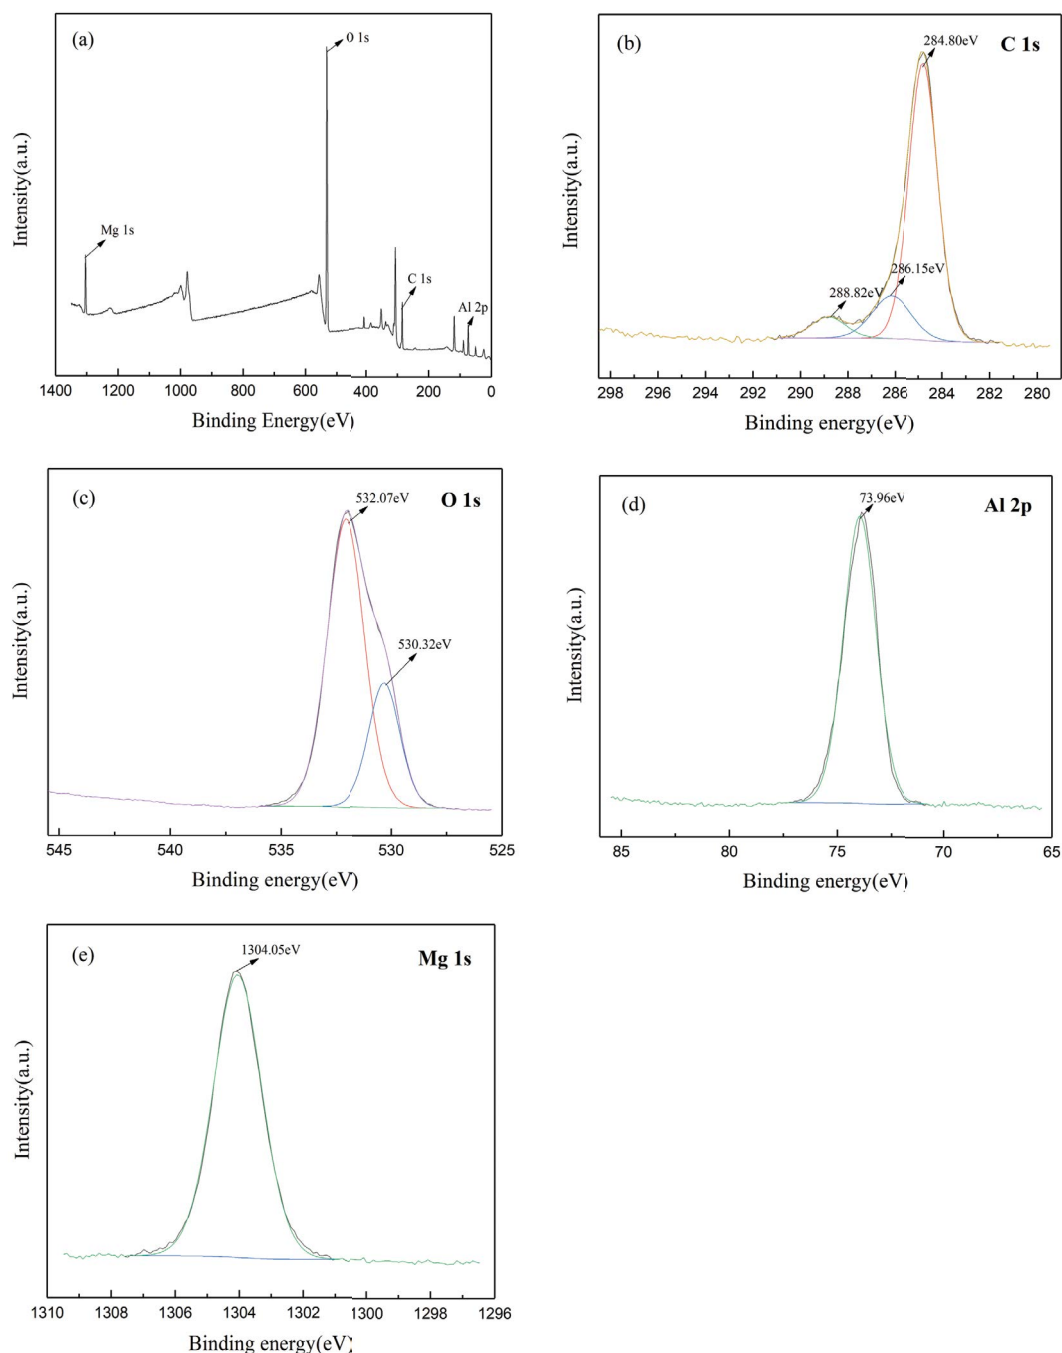 (a)
O 1s
Mg 1s
C 1s
Al 2p
Intensity(a.u.)
1400 1200 1000 800 600 400 200 0
Binding Energy(eV)
(b)
C 1s
284.80eV
286.15eV
288.82eV
Intensity(a.u.)
298 296 294 292 290 288 286 284 282 280
Binding energy(eV)
(c)
O 1s
532.07eV
530.32eV
Intensity(a.u.)
545 540 535 530 525
Binding energy(eV)
(d)
Al 2p
73.96eV
Intensity(a.u.)
85 80 75 70 65
Binding energy(eV)
(e)
Mg 1s
1304.05eV
Intensity(a.u.)
1310 1308 1306 1304 1302 1300 1298 1296
Binding energy(eV)